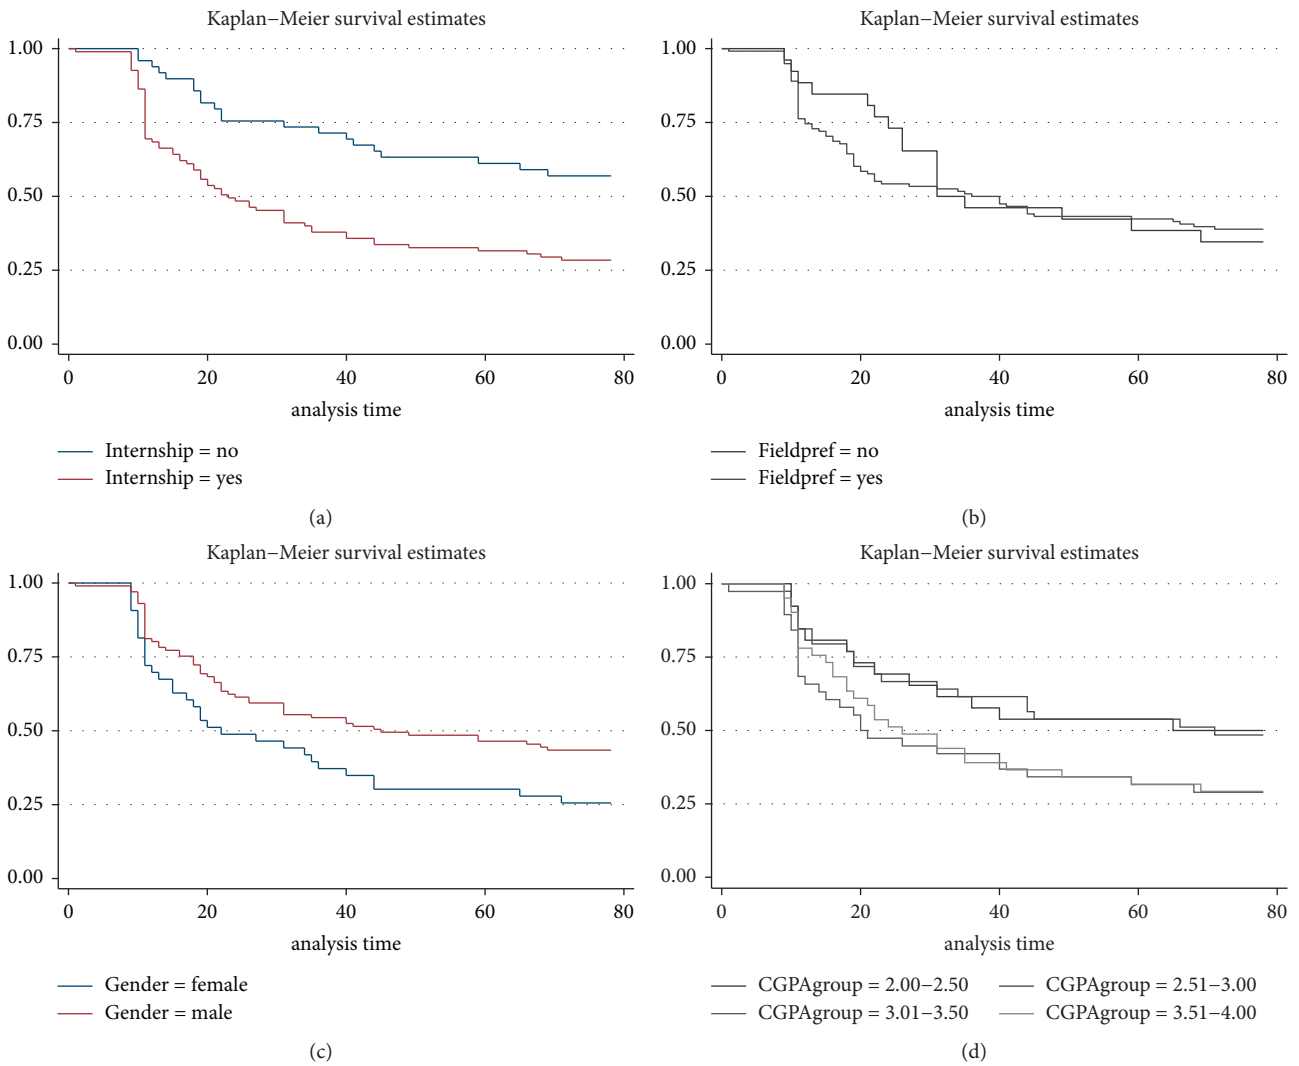 Kaplan−Meier survival estimates
1.00
0.75
0.50
0.25
0.00
0 20 40 60 80
analysis time
Internship = no
Internship = yes
(a)
Kaplan−Meier survival estimates
1.00
0.75
0.50
0.25
0.00
0 20 40 60 80
analysis time
Fieldpref = no
Fieldpref = yes
(b)
Kaplan−Meier survival estimates
1.00
0.75
0.50
0.25
0.00
0 20 40 60 80
analysis time
Gender = female
Gender = male
(c)
Kaplan−Meier survival estimates
1.00
0.75
0.50
0.25
0.00
0 20 40 60 80
analysis time
CGPAgroup = 2.00−2.50 CGPAgroup = 2.51−3.00
CGPAgroup = 3.01−3.50 CGPAgroup = 3.51−4.00
(d)